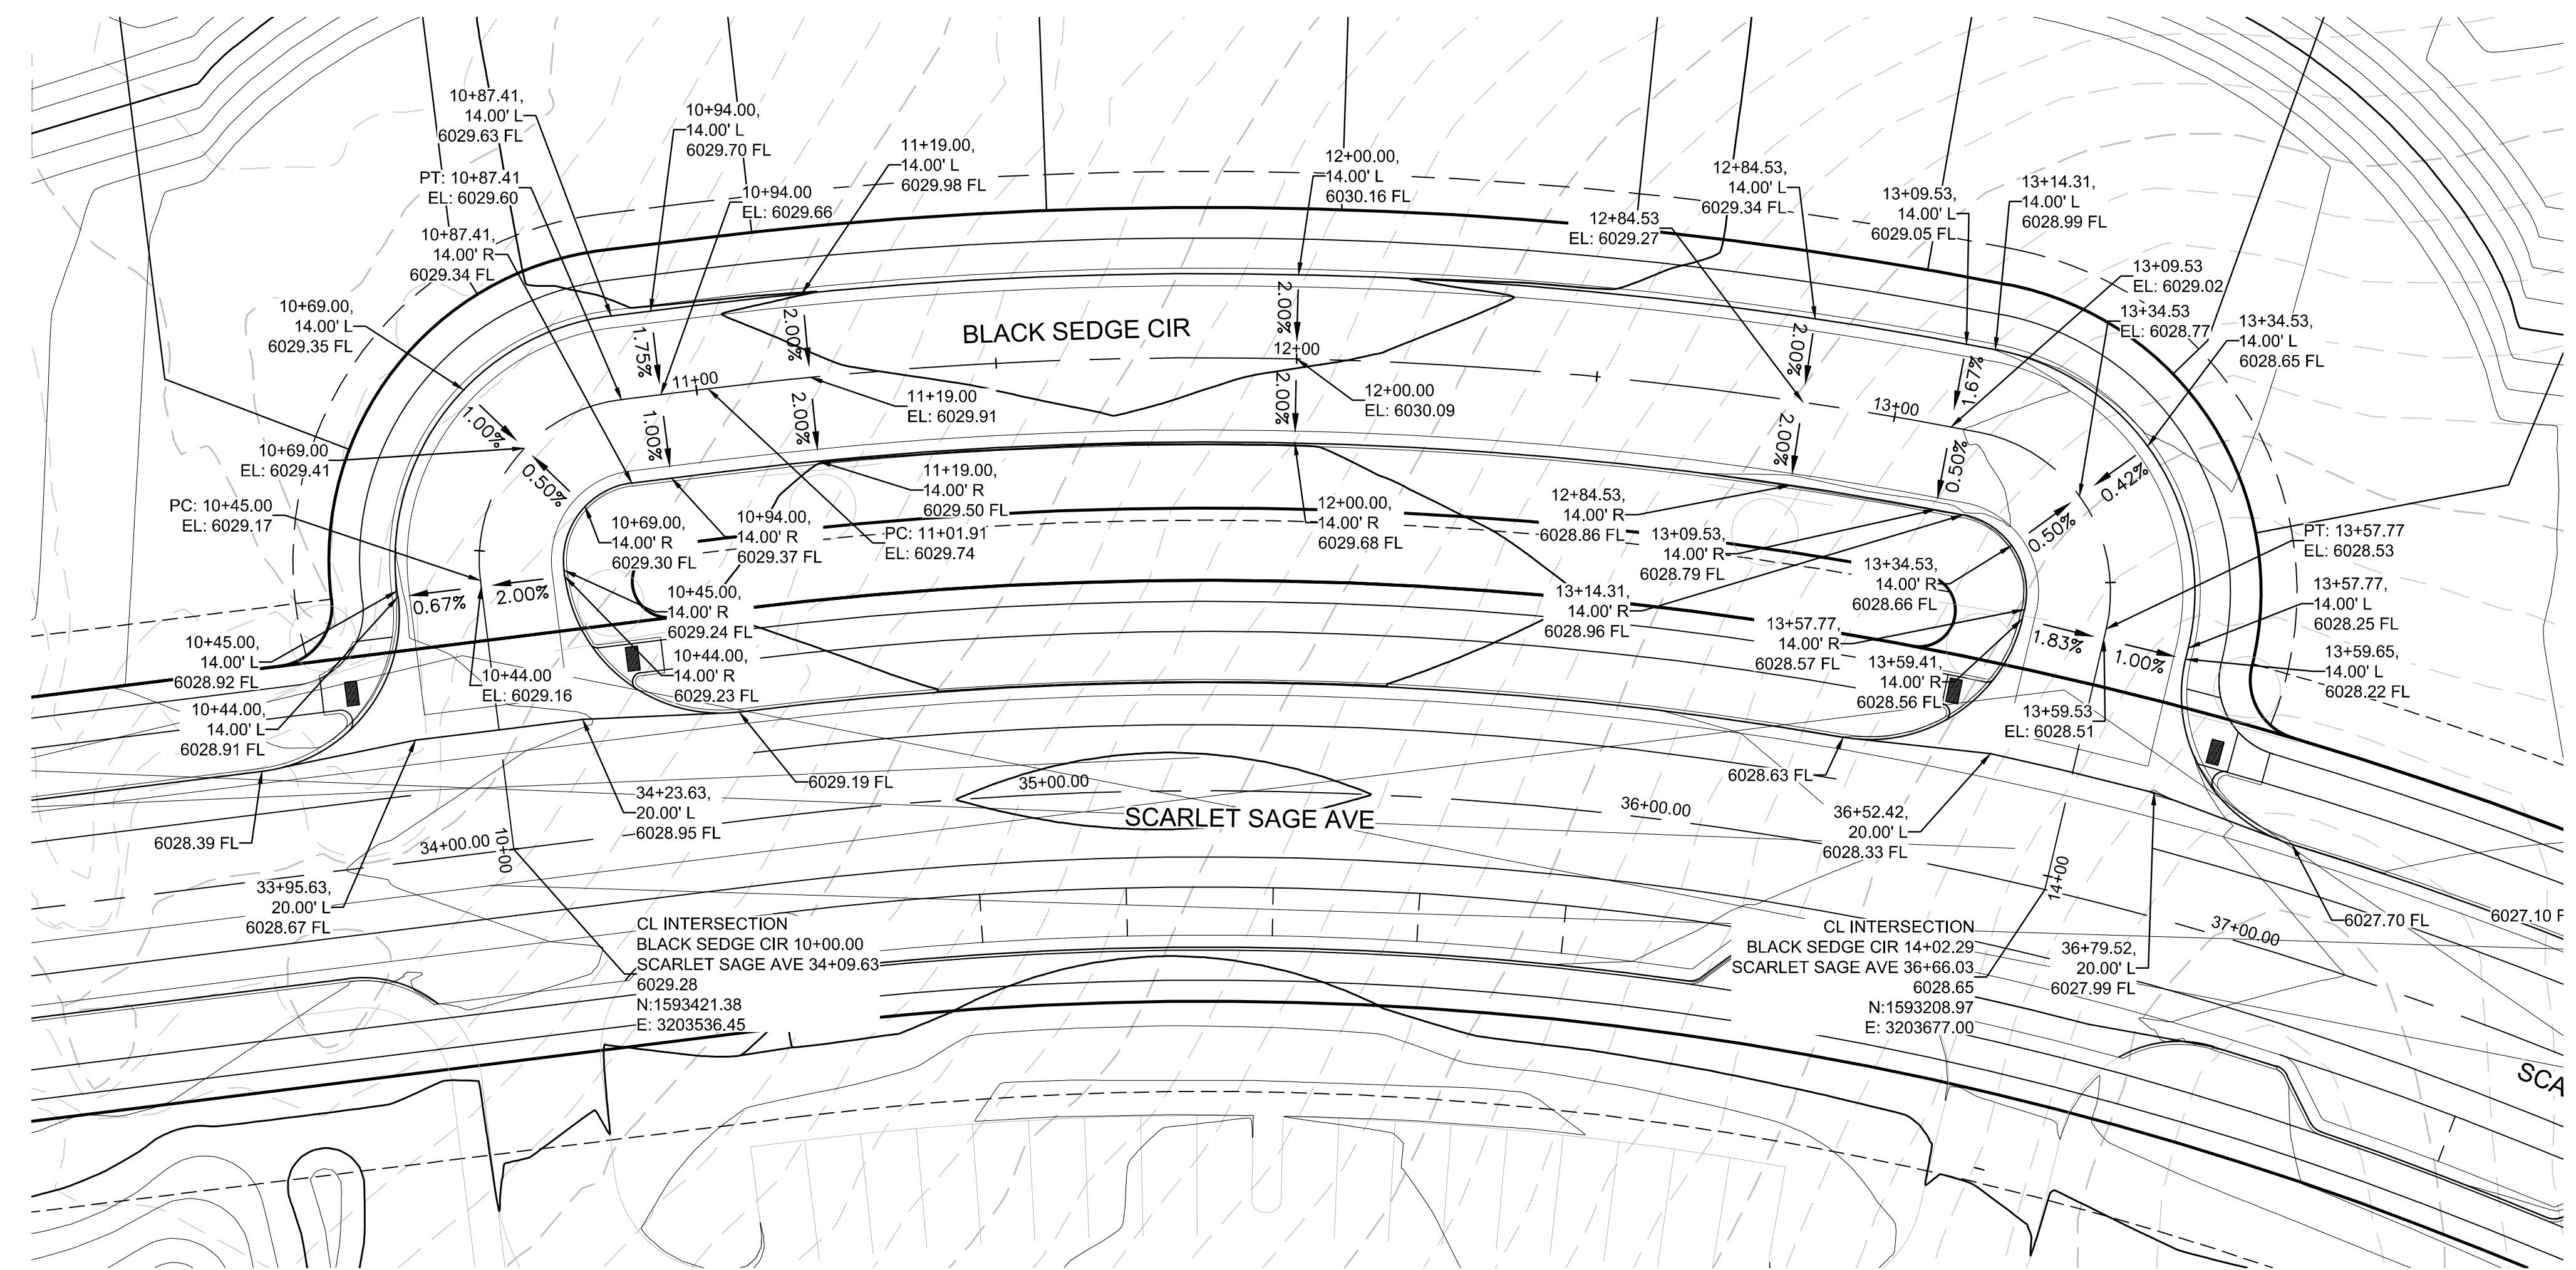 10+87.41,
14.00' L
6029.63 FL
10+94.00,
14.00' L
6029.70 FL
11+19.00,
14.00' L
6029.98 FL
12+00.00,
14.00' L
6030.16 FL
12+84.53,
14.00' L
6029.34 FL
13+09.53,
14.00' L
6029.05 FL
13+14.31,
14.00' L
6028.99 FL
PT: 10+87.41
EL: 6029.60
10+94.00
EL: 6029.66
12+84.53
EL: 6029.27
10+87.41,
14.00' R
6029.34 FL
13+09.53
EL: 6029.02
13+34.53
EL: 6028.77
13+34.53,
14.00' L
6028.65 FL
10+69.00,
14.00' L
6029.35 FL
1.75%
2.00%
2.00%
2.00%
1.67%
BLACK SEDGE CIR
11+00
12+00
13+00
11+19.00
EL: 6029.91
12+00.00
EL: 6030.09
1.00%
1.00%
2.00%
2.00%
2.00%
0.50%
0.42%
10+69.00
EL: 6029.41
0.50%
0.50%
PC: 10+45.00
EL: 6029.17
11+19.00,
14.00' R
6029.50 FL
12+00.00,
14.00' R
6029.68 FL
12+84.53,
14.00' R
6028.86 FL
10+69.00,
14.00' R
6029.30 FL
10+94.00,
14.00' R
6029.37 FL
PC: 11+01.91
EL: 6029.74
13+09.53,
14.00' R
6028.79 FL
13+34.53,
14.00' R
6028.66 FL
PT: 13+57.77
EL: 6028.53
0.67%
2.00%
10+45.00,
14.00' R
6029.24 FL
13+14.31,
14.00' R
6028.96 FL
13+57.77,
14.00' R
6028.57 FL
1.83%
1.00%
13+57.77,
14.00' L
6028.25 FL
10+45.00,
14.00' L
6028.92 FL
10+44.00
EL: 6029.16
10+44.00,
14.00' R
6029.23 FL
13+59.41,
14.00' R
6028.56 FL
13+59.65,
14.00' L
6028.22 FL
10+44.00,
14.00' L
6028.91 FL
13+59.53
EL: 6028.51
6029.19 FL
6028.63 FL
35+00.00
SCARLET SAGE AVE
34+23.63,
20.00' L
6028.95 FL
36+00.00
36+52.42,
20.00' L
6028.33 FL
6028.39 FL
34+00.00
10+00
14+00
33+95.63,
20.00' L
6028.67 FL
6027.70 FL
6027.10 F
37+00.00
CL INTERSECTION
BLACK SEDGE CIR 10+00.00
SCARLET SAGE AVE 34+09.63
6029.28
N:1593421.38
E: 3203536.45
CL INTERSECTION
BLACK SEDGE CIR 14+02.29
SCARLET SAGE AVE 36+66.03
6028.65
N:1593208.97
E: 3203677.00
36+79.52,
20.00' L
6027.99 FL
SCA